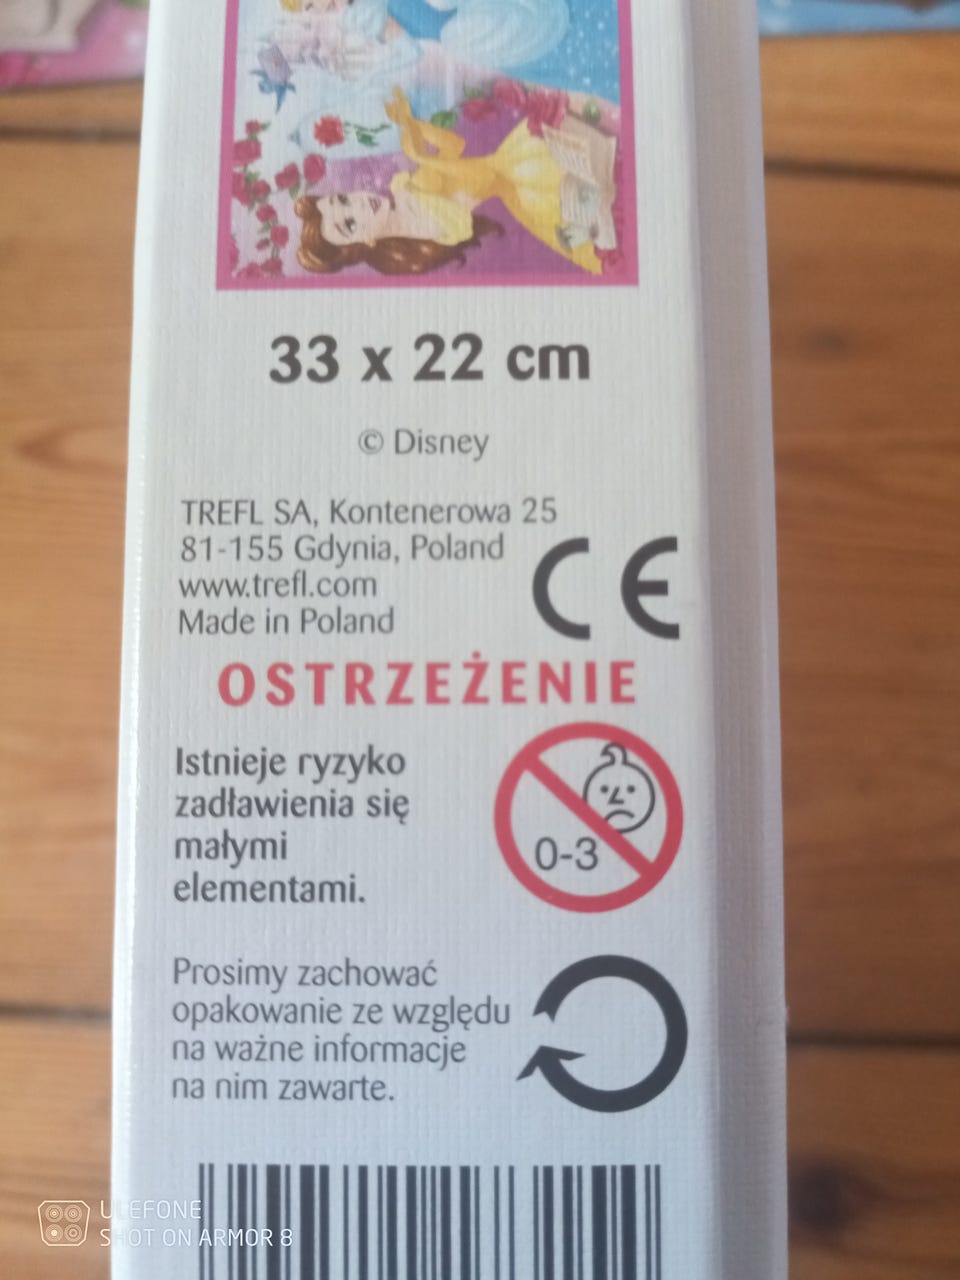 33 x 22 cm
© Disney
TREFL SA, Kontenerowa 25
81-155 Gdynia, Poland
www.trefl.com
Made in Poland
CE
OSTRZEŻENIE
Istnieje ryzyko
zadławienia się
małymi
elementami.
0-3
Prosimy zachować
opakowanie ze względu
na ważne informacje
na nim zawarte.
ULEFONE
SHOT ON ARMOR 8